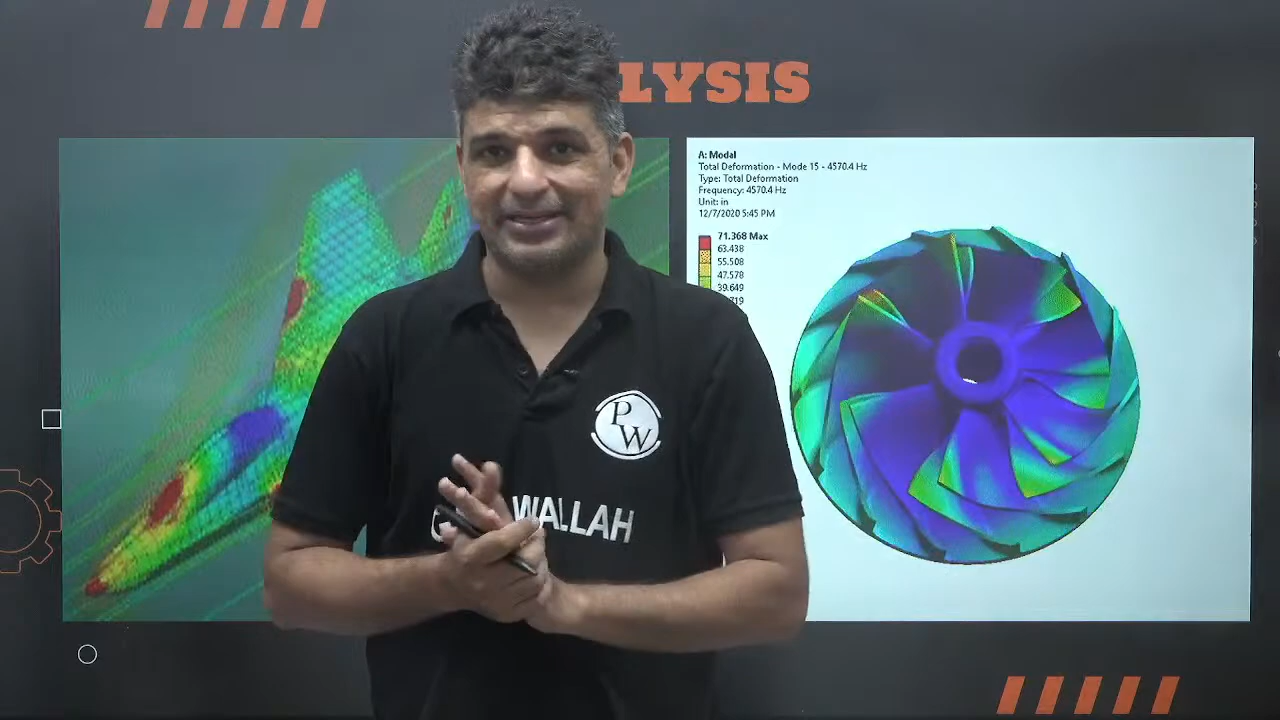 LYSIS
A: Modal
Total Deformation - Mode 15 - 4570.4 Hz
Type: Total Deformation
Frequency: 4570.4 Hz
Unit: in
12/7/2020 5:45 PM
71.368 Max
63.438
55.508
47.578
39.649
719
PW
WALLAH